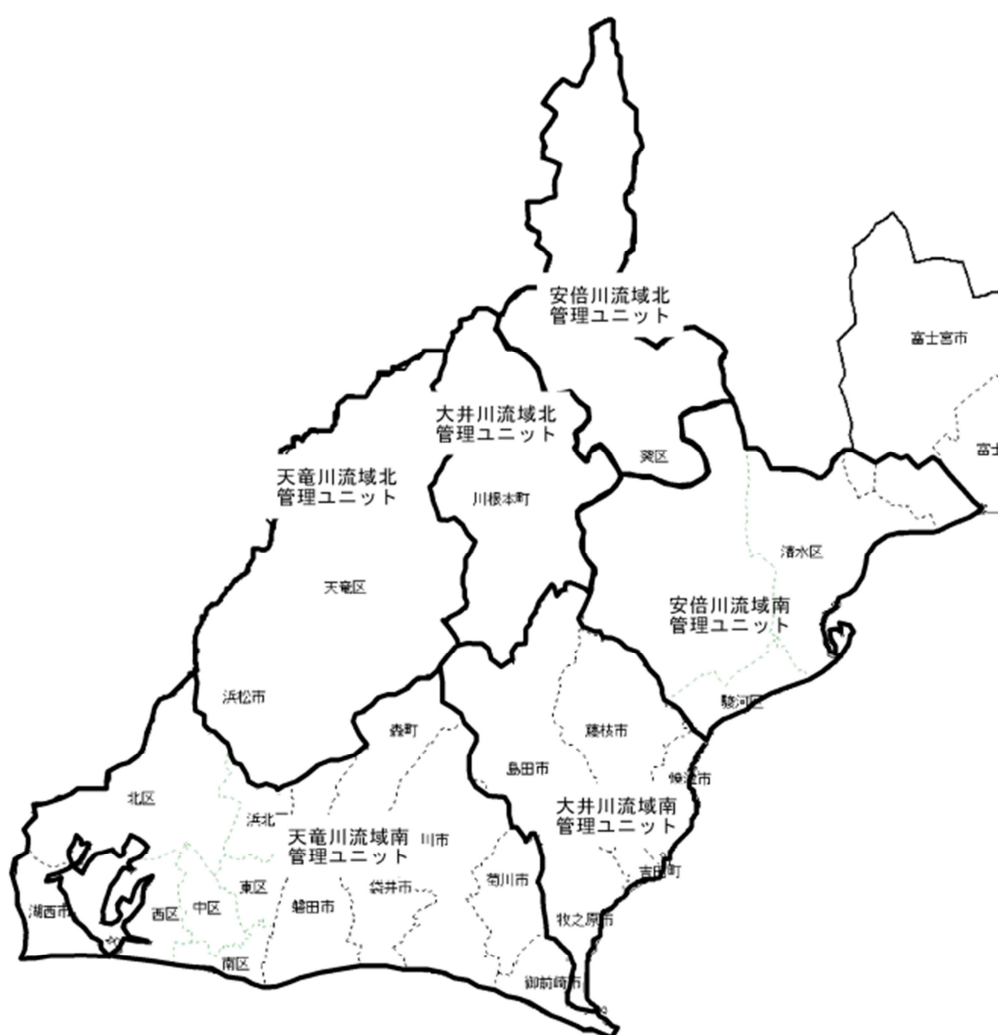 安倍川流域北
管理ユニット
富士宮市
富士
大井川流域北
管理ユニット
葵区
天竜川流域北
管理ユニット
川根本町
清水区
天竜区
安倍川流域南
管理ユニット
浜松市
駿河区
森町
藤枝市
島田市
焼津市
北区
浜北
大井川流域南
管理ユニット
天竜川流域南
管理ユニット
川市
吉田町
菊川市
東区
袋井市
湖西市
西区
中区
磐田市
牧之原市
南区
御前崎市